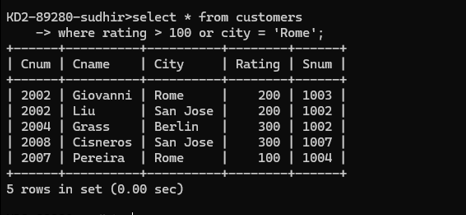 KD2-89280-sudhir>select * from customers
    -> where rating > 100 or city = 'Rome';
+------+----------+----------+--------+------+
| Cnum | Cname    | City     | Rating | Snum |
+------+----------+----------+--------+------+
| 2002 | Giovanni | Rome     |    200 | 1003 |
| 2002 | Liu      | San Jose |    200 | 1002 |
| 2004 | Grass    | Berlin   |    300 | 1002 |
| 2008 | Cisneros | San Jose |    300 | 1007 |
| 2007 | Pereira  | Rome     |    100 | 1004 |
+------+----------+----------+--------+------+
5 rows in set (0.00 sec)